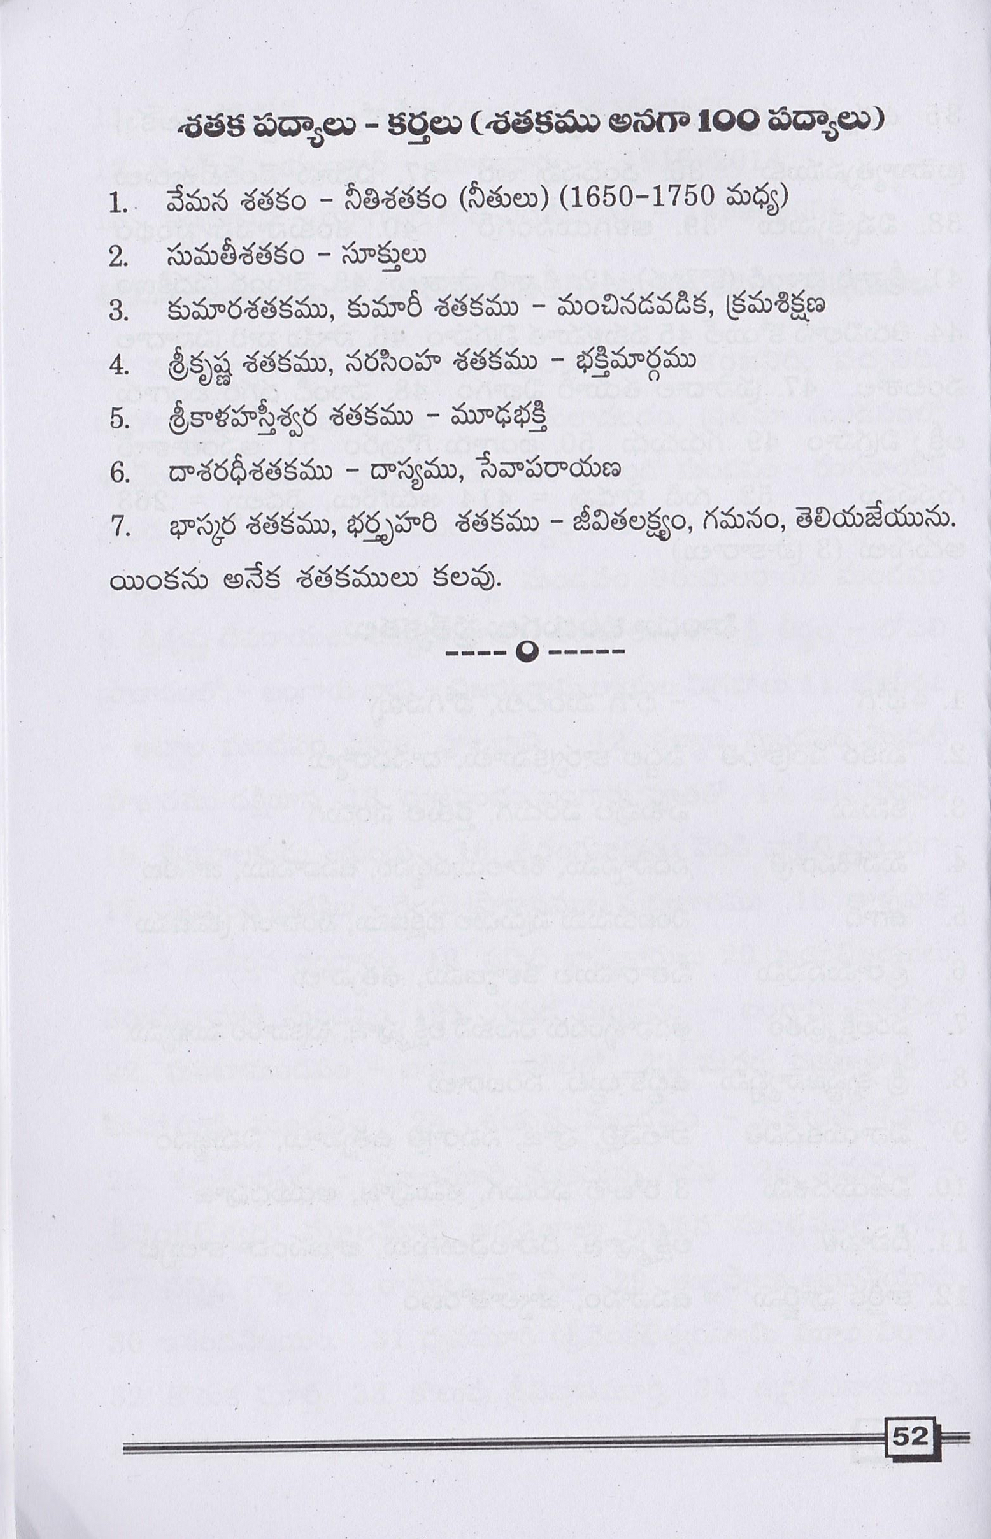 శతక పద్యాలు - కర్తలు (శతకము అనగా 100 పద్యాలు)
1. వేమన శతకం - నీతిశతకం (నీతులు) (1650-1750 మధ్య)
2. సుమతీశతకం - సూక్తులు
3. కుమారశతకము, కుమారీ శతకము - మంచినడవడిక, క్రమశిక్షణ
4. శ్రీకృష్ణ శతకము, నరసింహ శతకము - భక్తిమార్గము
5. శ్రీకాళహస్తీశ్వర శతకము - మూఢభక్తి
6. దాశరధీశతకము - దాస్యము, సేవాపరాయణ
7. భాస్కర శతకము, భర్తృహరి శతకము - జీవితలక్ష్యం, గమనం, తెలియజేయును.
యింకను అనేక శతకములు కలవు.
52